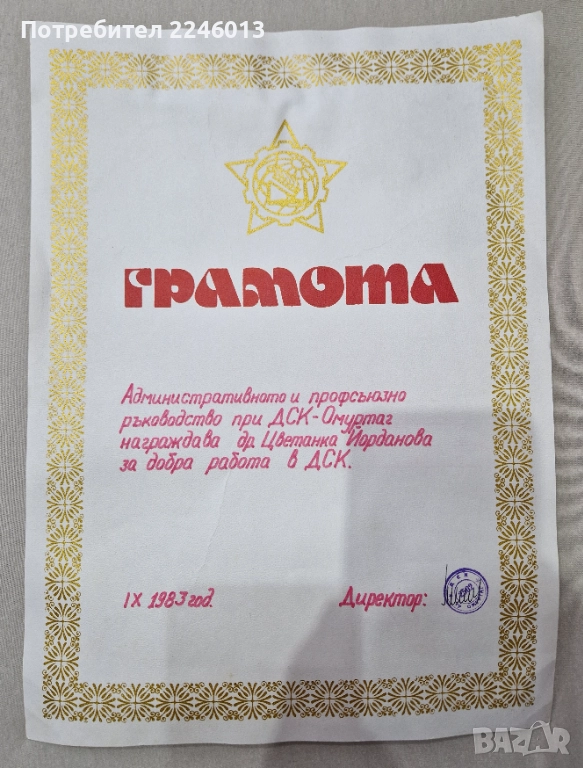 Потребител 2246013
ГРАМОТА
Административното и профсъюзно
ръководство при ДСК-Омуртаг
награждава др. Цветанка Йорданова
за добра работа в ДСК.
IX 1983 год.
Директор:
BAZAR